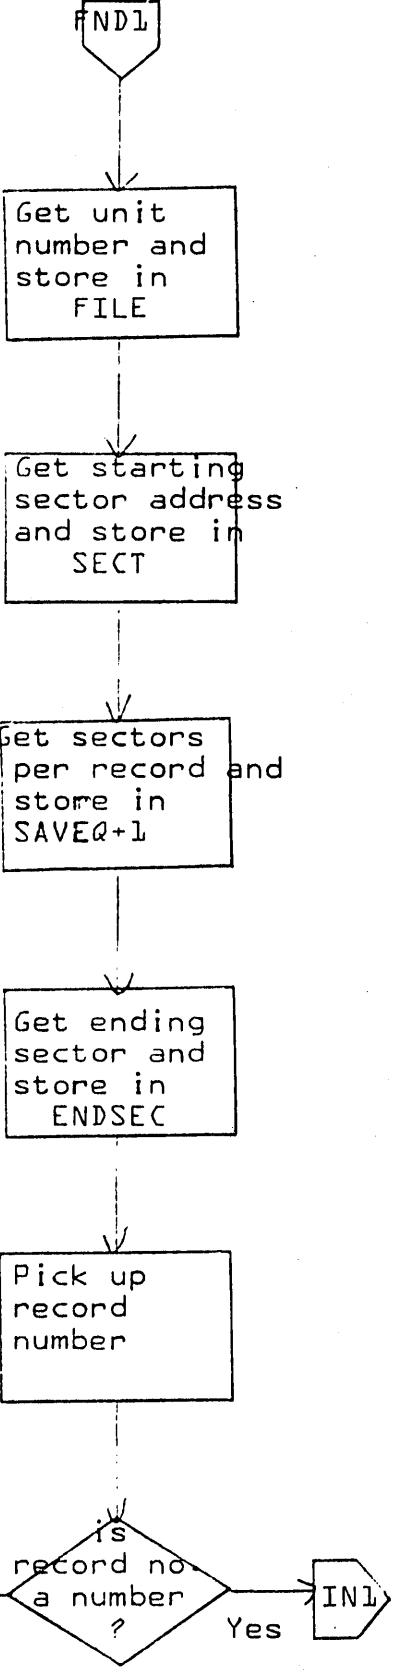 FND1
Get unit
number and
store in
FILE
Get starting
sector address
and store in
SECT
Get sectors
per record and
store in
SAVEQ+1
Get ending
sector and
store in
ENDSEC
Pick up
record
number
is
record no.
a number
?
Yes
IN1